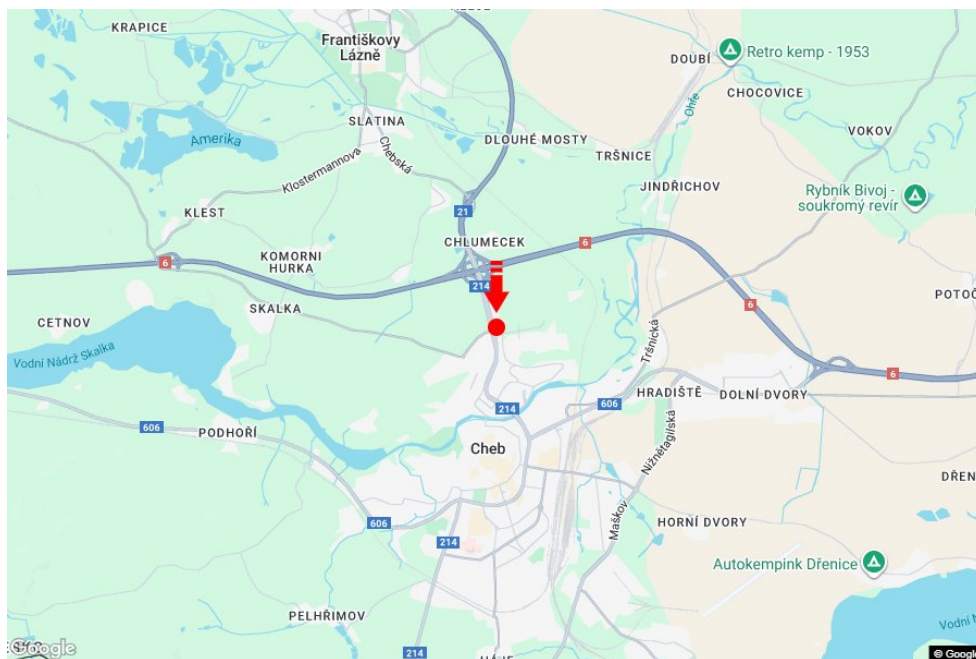 KRAPICE
Františkovy
Lázně
21
DOUBÍ
Retro kemp - 1953
CHOCOVICE
Ohře
SLATINA
Amerika
Chebská
DLOUHÉ MOSTY
TRŠNICE
VOKOV
Klostermannova
JINDŘICHOV
Rybník Bivoj -
soukromý revír
KLEST
21
CHLUMECEK
6
KOMORNI
HURKA
6
214
SKALKA
POTOČ
6
CETNOV
Tršnická
Vodní Nádrž Skalka
6
HRADIŠTĚ
DOLNÍ DVORY
606
214
606
PODHOŘÍ
Cheb
Nižnětagilská
DŘEN
606
Maškov
HORNÍ DVORY
214
Autokempink Dřenice
PELHŘIMOV
Vodní N
214
HÁJE
Google
© Google